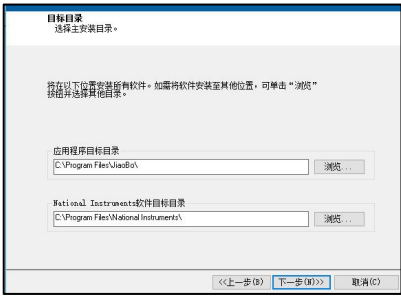 目标目录
选择主安装目录。
将在以下位置安装所有软件。如需将软件安装至其他位置，可单击“浏览”
按钮并选择其他目录。
应用程序目标目录
C:\Program Files\JiaoBo\
浏览...
National Instruments软件目标目录
C:\Program Files\National Instruments\
浏览...
<<上一步(B)
下一步(N)>>
取消(C)